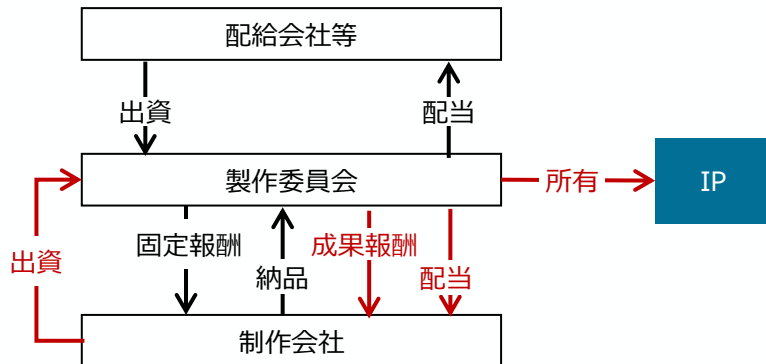 配給会社等
出資
配当
製作委員会
所有
IP
固定報酬
納品
成果報酬
配当
出資
制作会社